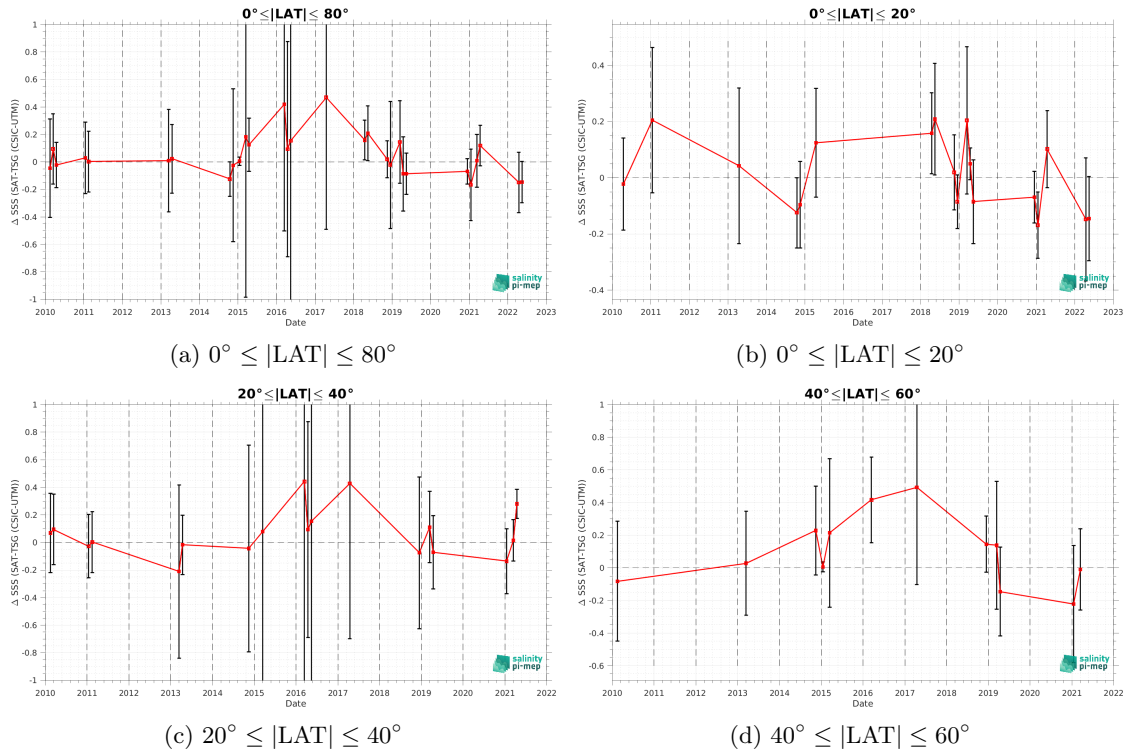 0°≤|LAT|≤ 80°
Δ SSS (SAT-TSG (CSIC-UTM))
1
0.8
0.6
0.4
0.2
0
-0.2
-0.4
-0.6
-0.8
-1
salinity
pi-mep
2010 2011 2012 2013 2014 2015 2016 2017 2018 2019 2020 2021 2022 2023
Date
(a) 0° ≤ |LAT| ≤ 80°
0°≤|LAT|≤ 20°
Δ SSS (SAT-TSG (CSIC-UTM))
0.4
0.2
0
-0.2
-0.4
salinity
pi-mep
2010 2011 2012 2013 2014 2015 2016 2017 2018 2019 2020 2021 2022 2023
Date
(b) 0° ≤ |LAT| ≤ 20°
20°≤|LAT|≤ 40°
Δ SSS (SAT-TSG (CSIC-UTM))
1
0.8
0.6
0.4
0.2
0
-0.2
-0.4
-0.6
-0.8
-1
salinity
pi-mep
2010 2011 2012 2013 2014 2015 2016 2017 2018 2019 2020 2021 2022
Date
(c) 20° ≤ |LAT| ≤ 40°
40°≤|LAT|≤ 60°
Δ SSS (SAT-TSG (CSIC-UTM))
1
0.8
0.6
0.4
0.2
0
-0.2
-0.4
-0.6
salinity
pi-mep
2010 2011 2012 2013 2014 2015 2016 2017 2018 2019 2020 2021 2022
Date
(d) 40° ≤ |LAT| ≤ 60°